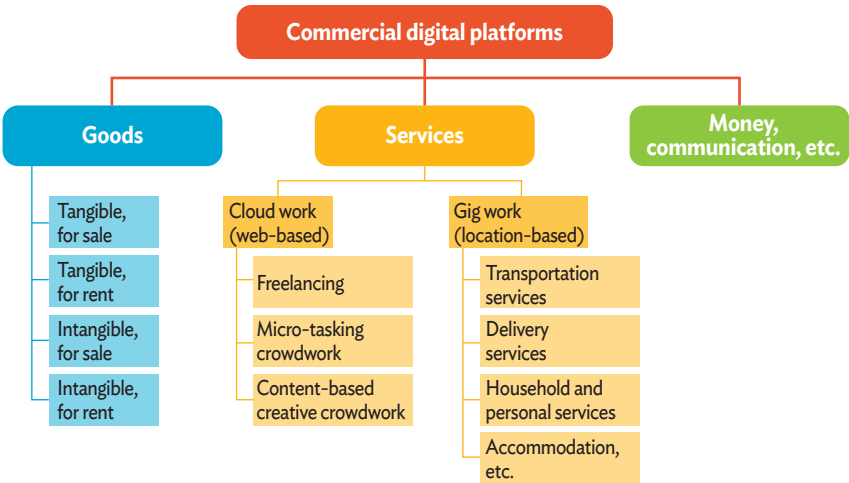 Commercial digital platforms
Goods
Services
Money,
communication, etc.
Tangible,
for sale
Tangible,
for rent
Intangible,
for sale
Intangible,
for rent
Cloud work
(web-based)
Freelancing
Micro-tasking
crowdwork
Content-based
creative crowdwork
Gig work
(location-based)
Transportation
services
Delivery
services
Household and
personal services
Accommodation,
etc.